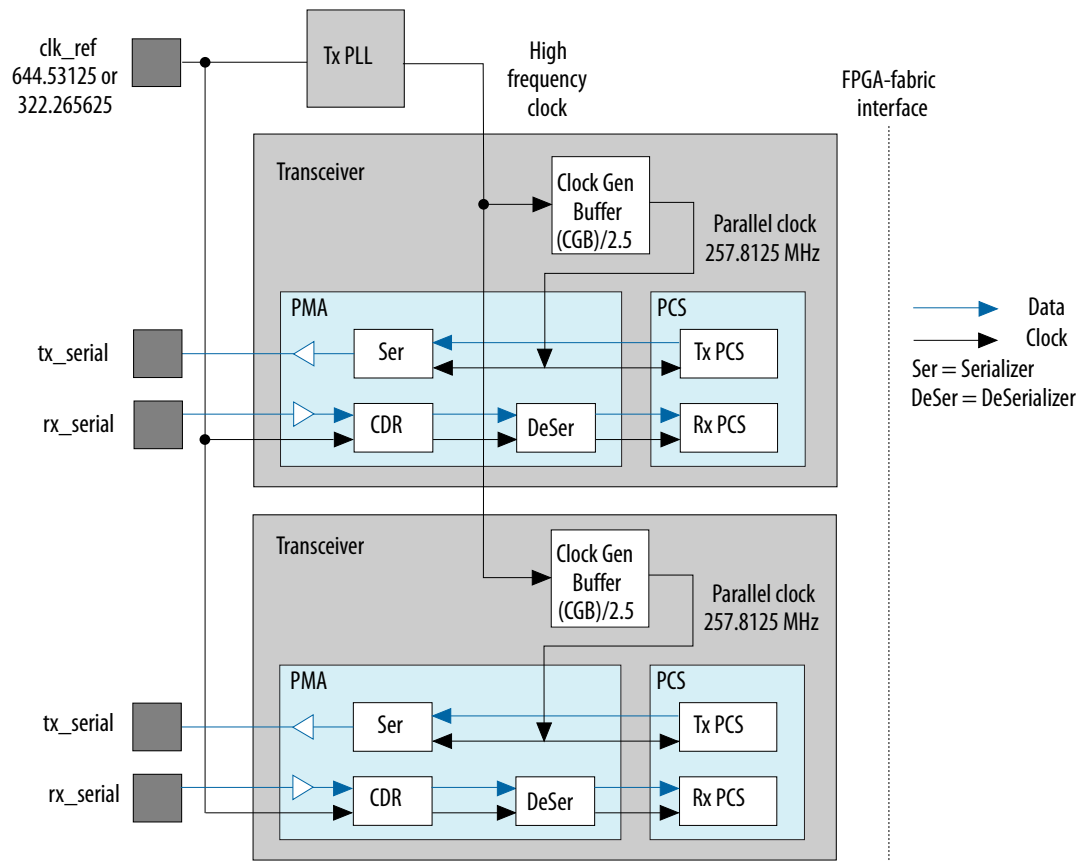 clk_ref
644.53125 or
322.265625
Tx PLL
High
frequency
clock
FPGA-fabric
interface
Transceiver
Clock Gen
Buffer
(CGB)/2.5
Parallel clock
257.8125 MHz
PMA
PCS
tx_serial
Ser
Tx PCS
rx_serial
CDR
DeSer
Rx PCS
Data
Clock
Ser = Serializer
DeSer = DeSerializer
Transceiver
Clock Gen
Buffer
(CGB)/2.5
Parallel clock
257.8125 MHz
PMA
PCS
tx_serial
Ser
Tx PCS
rx_serial
CDR
DeSer
Rx PCS